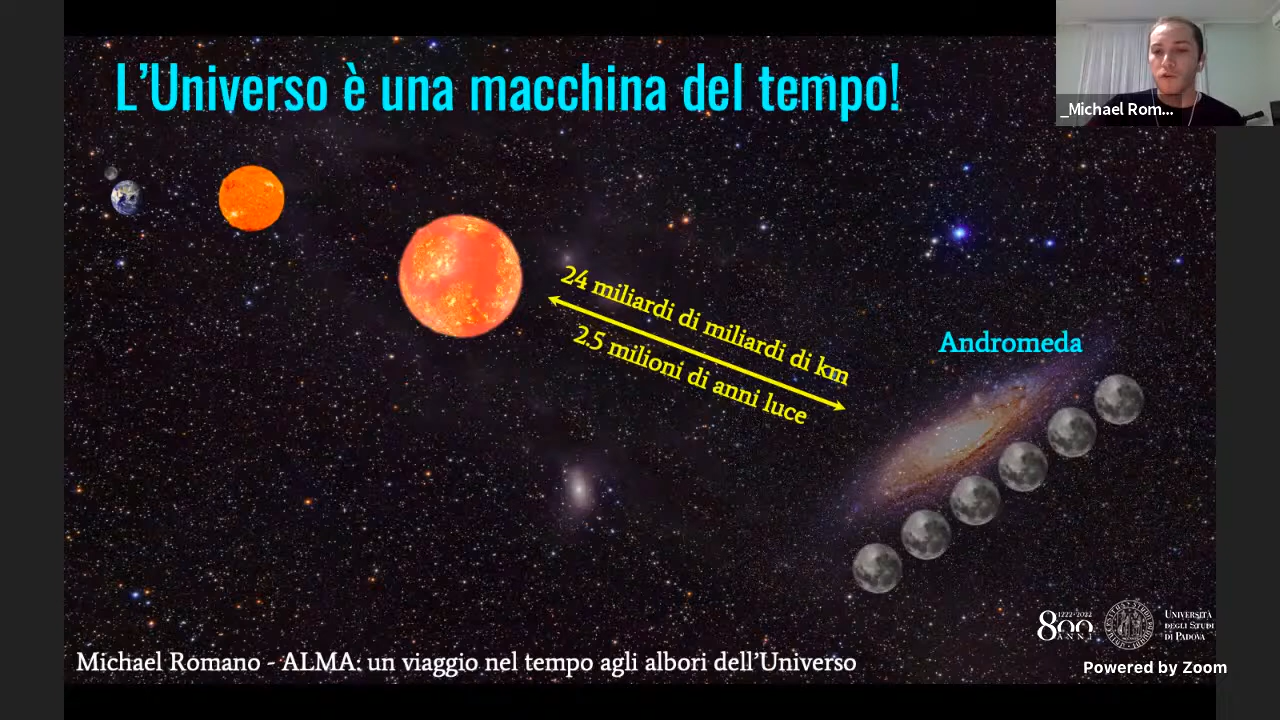 L'Universo è una macchina del tempo!
_Michael Rom...
24 miliardi di miliardi di km
2.5 milioni di anni luce
Andromeda
1222·2022
800
ANNI
UNIVERSITÀ
DEGLI STUDI
DI PADOVA
Michael Romano - ALMA: un viaggio nel tempo agli albori dell'Universo
Powered by Zoom